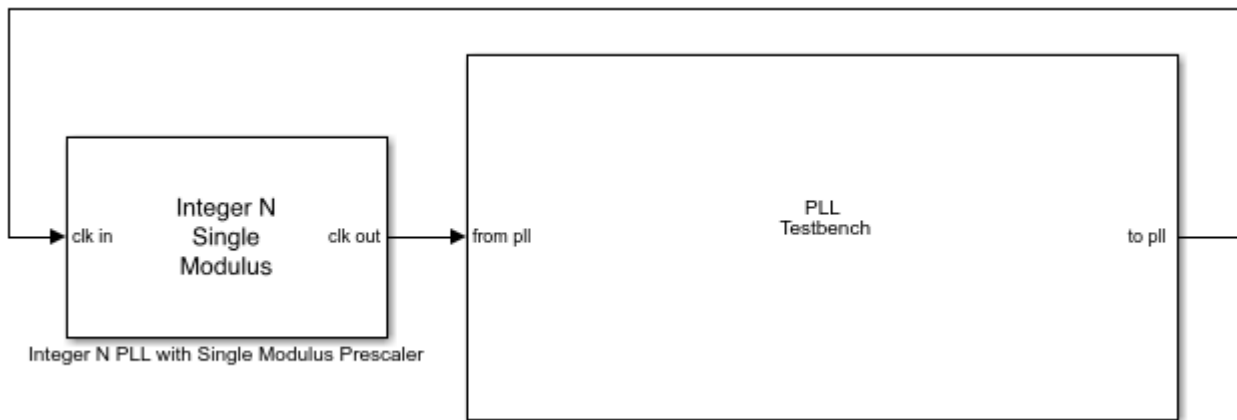 clk in
Integer N
Single
Modulus
clk out
Integer N PLL with Single Modulus Prescaler
from pll
PLL
Testbench
to pll